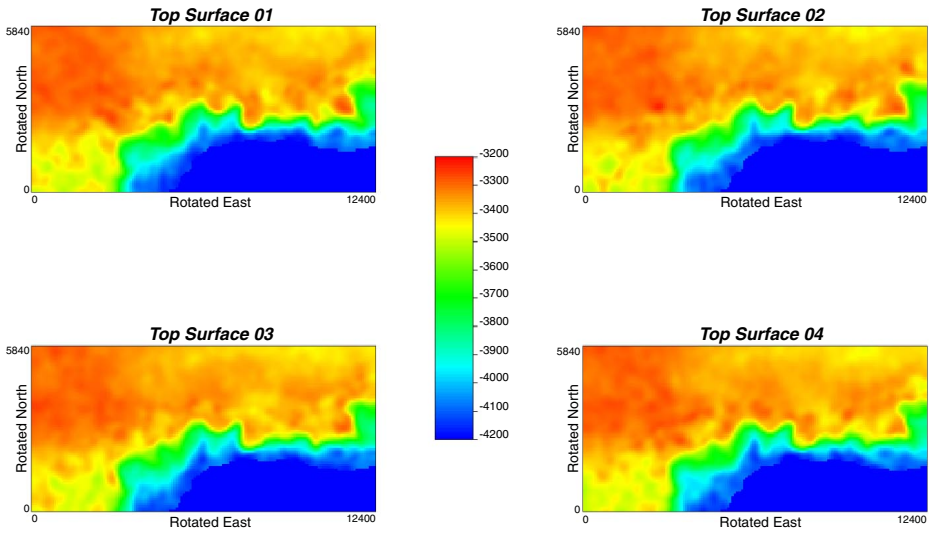 Top Surface 01
5840
Rotated North
0
0
Rotated East
12400
Top Surface 02
5840
Rotated North
0
0
Rotated East
12400
-3200
-3300
-3400
-3500
-3600
-3700
-3800
-3900
-4000
-4100
-4200
Top Surface 03
5840
Rotated North
0
0
Rotated East
12400
Top Surface 04
5840
Rotated North
0
0
Rotated East
12400